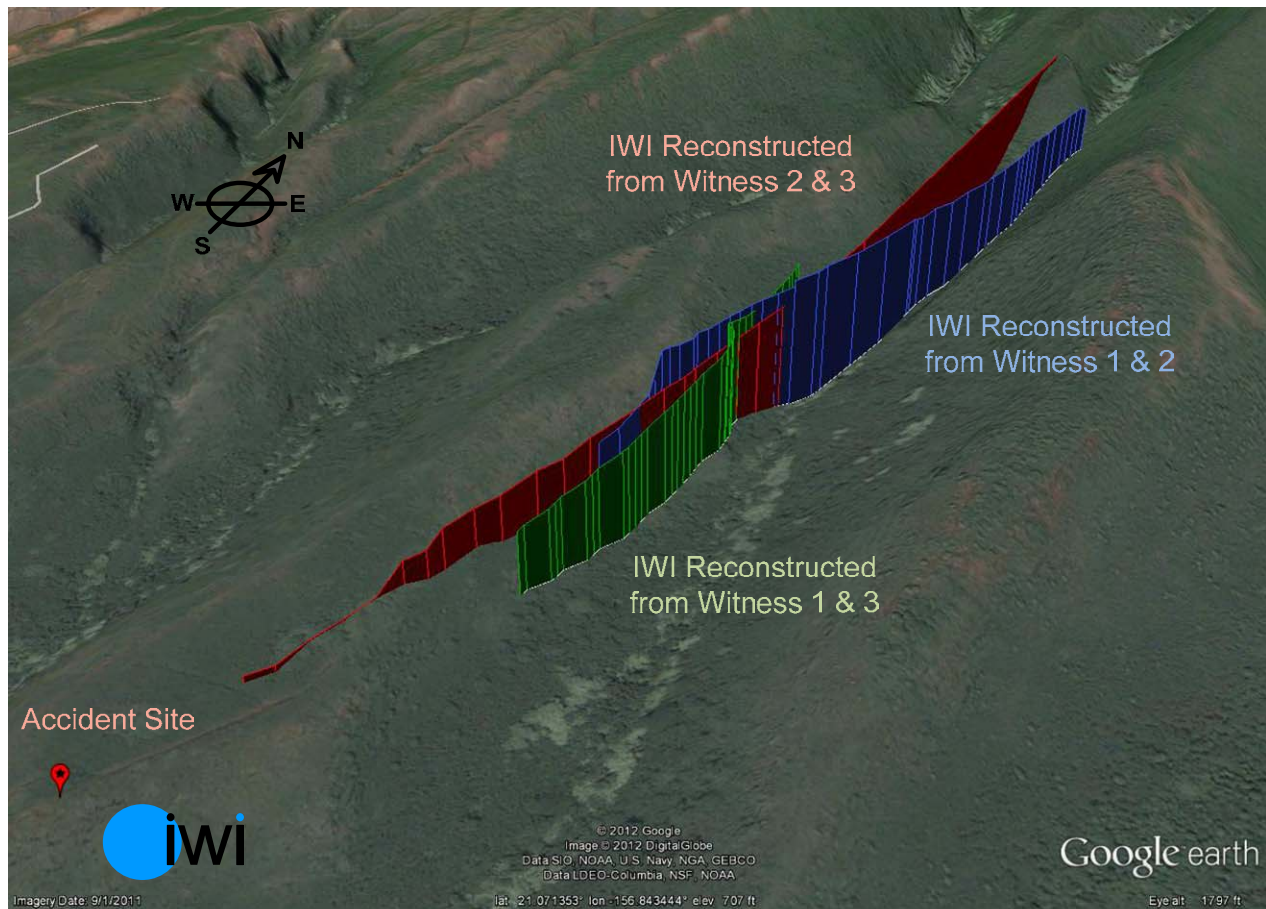 IWI Reconstructed
from Witness 2 & 3
N
W
E
S
IWI Reconstructed
from Witness 1 & 2
IWI Reconstructed
from Witness 1 & 3
Accident Site
iwi
© 2012 Google
Image © 2012 DigitalGlobe
Data SIO, NOAA, U.S. Navy, NGA, GEBCO
Data LDEO-Columbia, NSF, NOAA
Google earth
Imagery Date: 9/1/2011
lat 21.071353° lon -156.843444° elev 707 ft
Eye alt 1797 ft